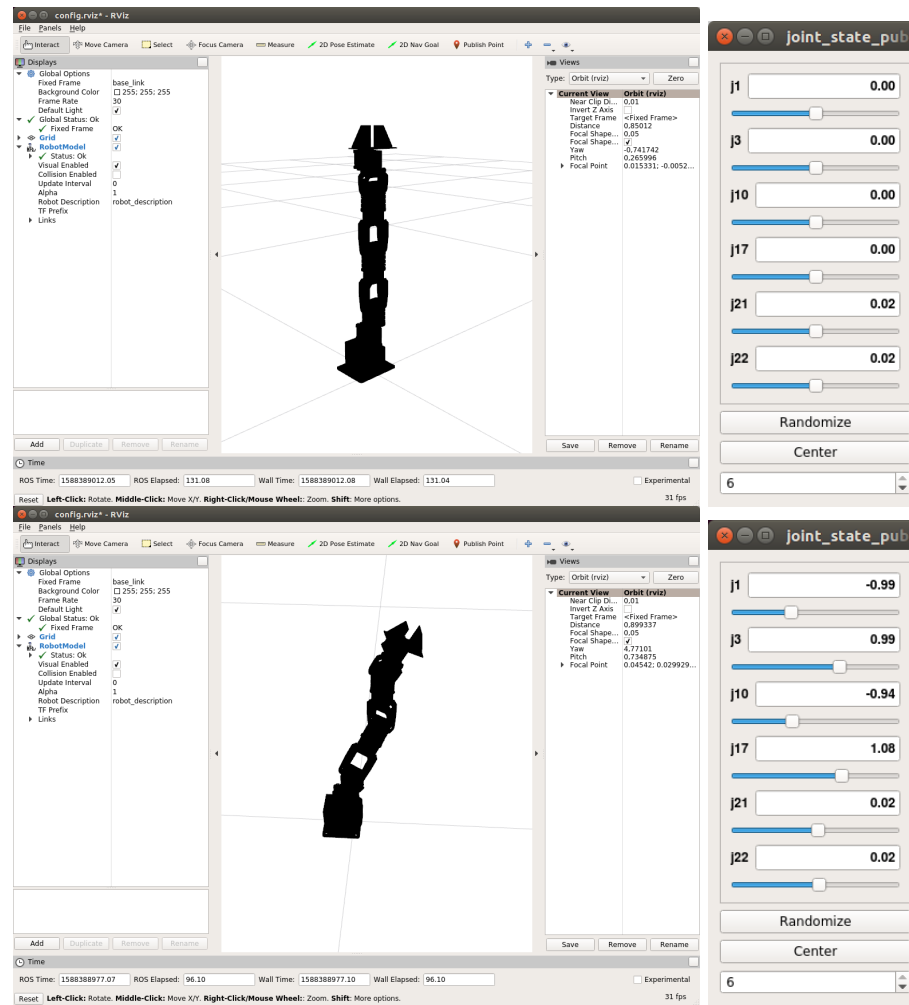 config.rviz* - RViz
File Panels Help
Interact Move Camera Select Focus Camera Measure 2D Pose Estimate 2D Nav Goal Publish Point
Displays
Global Options
Fixed Frame base_link
Background Color 255; 255; 255
Frame Rate 30
Default Light
Global Status: Ok
Fixed Frame OK
Grid
RobotModel
Status: Ok
Visual Enabled
Collision Enabled
Update Interval 0
Alpha 1
Robot Description robot_description
TF Prefix
Links
Add Duplicate Remove Rename
Views
Type: Orbit (rviz) Zero
Current View Orbit (rviz)
Near Clip Di... 0,01
Invert Z Axis
Target Frame <Fixed Frame>
Distance 0,85012
Focal Shape... 0,05
Focal Shape...
Yaw -0,741742
Pitch 0,265996
Focal Point 0.015331; -0.0052...
Save Remove Rename
Time
ROS Time: 1588389012.05 ROS Elapsed: 131.08 Wall Time: 1588389012.08 Wall Elapsed: 131.04 Experimental
Reset Left-Click: Rotate. Middle-Click: Move X/Y. Right-Click/Mouse Wheel:: Zoom. Shift: More options. 31 fps
joint_state_pub
j1 0.00
j3 0.00
j10 0.00
j17 0.00
j21 0.02
j22 0.02
Randomize
Center
6
config.rviz* - RViz
File Panels Help
Interact Move Camera Select Focus Camera Measure 2D Pose Estimate 2D Nav Goal Publish Point
Displays
Global Options
Fixed Frame base_link
Background Color 255; 255; 255
Frame Rate 30
Default Light
Global Status: Ok
Fixed Frame OK
Grid
RobotModel
Status: Ok
Visual Enabled
Collision Enabled
Update Interval 0
Alpha 1
Robot Description robot_description
TF Prefix
Links
Add Duplicate Remove Rename
Views
Type: Orbit (rviz) Zero
Current View Orbit (rviz)
Near Clip Di... 0,01
Invert Z Axis
Target Frame <Fixed Frame>
Distance 0,899337
Focal Shape... 0,05
Focal Shape...
Yaw 4,77101
Pitch 0,734875
Focal Point 0.04542; 0.029929...
Save Remove Rename
Time
ROS Time: 1588388977.07 ROS Elapsed: 96.10 Wall Time: 1588388977.10 Wall Elapsed: 96.10 Experimental
Reset Left-Click: Rotate. Middle-Click: Move X/Y. Right-Click/Mouse Wheel:: Zoom. Shift: More options. 31 fps
joint_state_pub
j1 -0.99
j3 0.99
j10 -0.94
j17 1.08
j21 0.02
j22 0.02
Randomize
Center
6